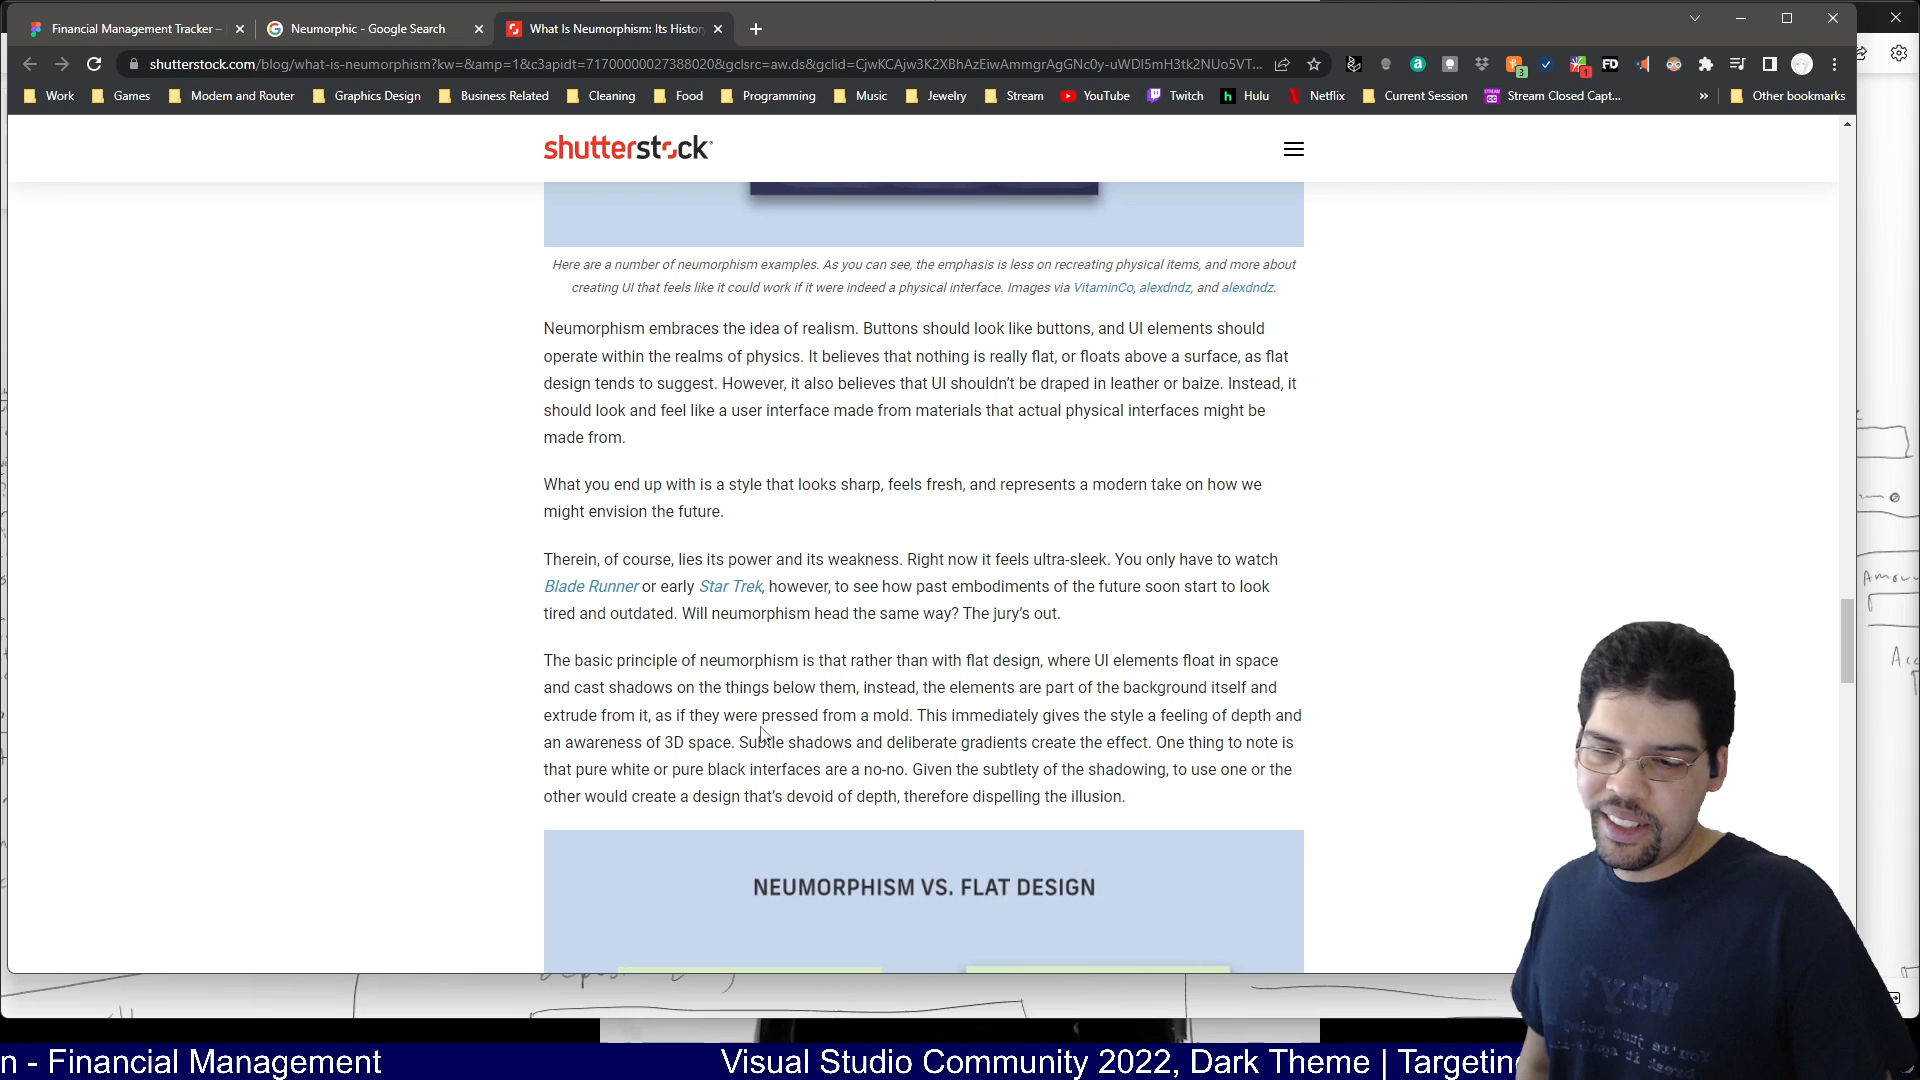 Financial Management Tracker –
Neumorphic - Google Search
What Is Neumorphism: Its Histor
shutterstock.com/blog/what-is-neumorphism?kw=&amp=1&c3apidt=71700000027388020&gclsrc=aw.ds&gclid=CjwKCAjw3K2XBhAzEiwAmmgrAgGNc0y-uWDI5mH3tk2NUo5VT...
Work
Games
Modem and Router
Graphics Design
Business Related
Cleaning
Food
Programming
Music
Jewelry
Stream
YouTube
Twitch
Hulu
Netflix
Current Session
Stream Closed Capt...
»
Other bookmarks
shutterstock
Here are a number of neumorphism examples. As you can see, the emphasis is less on recreating physical items, and more about
creating UI that feels like it could work if it were indeed a physical interface. Images via VitaminCo, alexdndz, and alexdndz.
Neumorphism embraces the idea of realism. Buttons should look like buttons, and UI elements should
operate within the realms of physics. It believes that nothing is really flat, or floats above a surface, as flat
design tends to suggest. However, it also believes that UI shouldn’t be draped in leather or baize. Instead, it
should look and feel like a user interface made from materials that actual physical interfaces might be
made from.
What you end up with is a style that looks sharp, feels fresh, and represents a modern take on how we
might envision the future.
Therein, of course, lies its power and its weakness. Right now it feels ultra-sleek. You only have to watch
Blade Runner or early Star Trek, however, to see how past embodiments of the future soon start to look
tired and outdated. Will neumorphism head the same way? The jury’s out.
The basic principle of neumorphism is that rather than with flat design, where UI elements float in space
and cast shadows on the things below them, instead, the elements are part of the background itself and
extrude from it, as if they were pressed from a mold. This immediately gives the style a feeling of depth and
an awareness of 3D space. Subtle shadows and deliberate gradients create the effect. One thing to note is
that pure white or pure black interfaces are a no-no. Given the subtlety of the shadowing, to use one or the
other would create a design that’s devoid of depth, therefore dispelling the illusion.
NEUMORPHISM VS. FLAT DESIGN
n - Financial Management
Visual Studio Community 2022, Dark Theme | Targeting